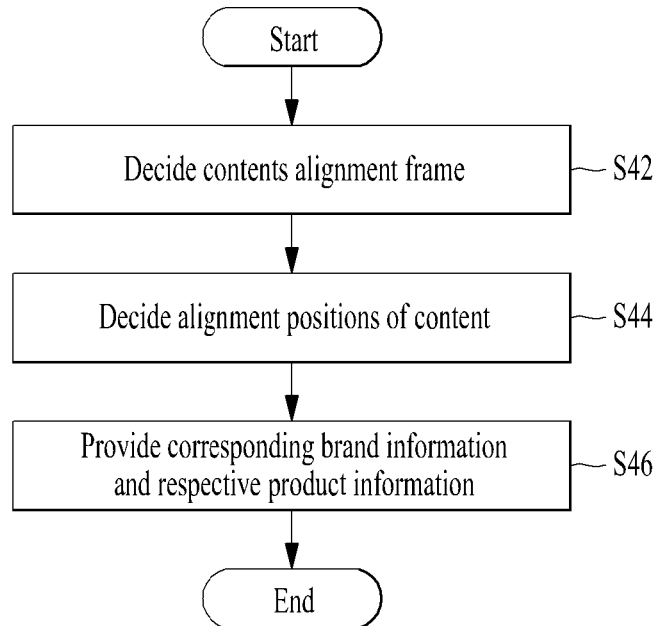 Start
Decide contents alignment frame
S42
Decide alignment positions of content
S44
Provide corresponding brand information
and respective product information
S46
End